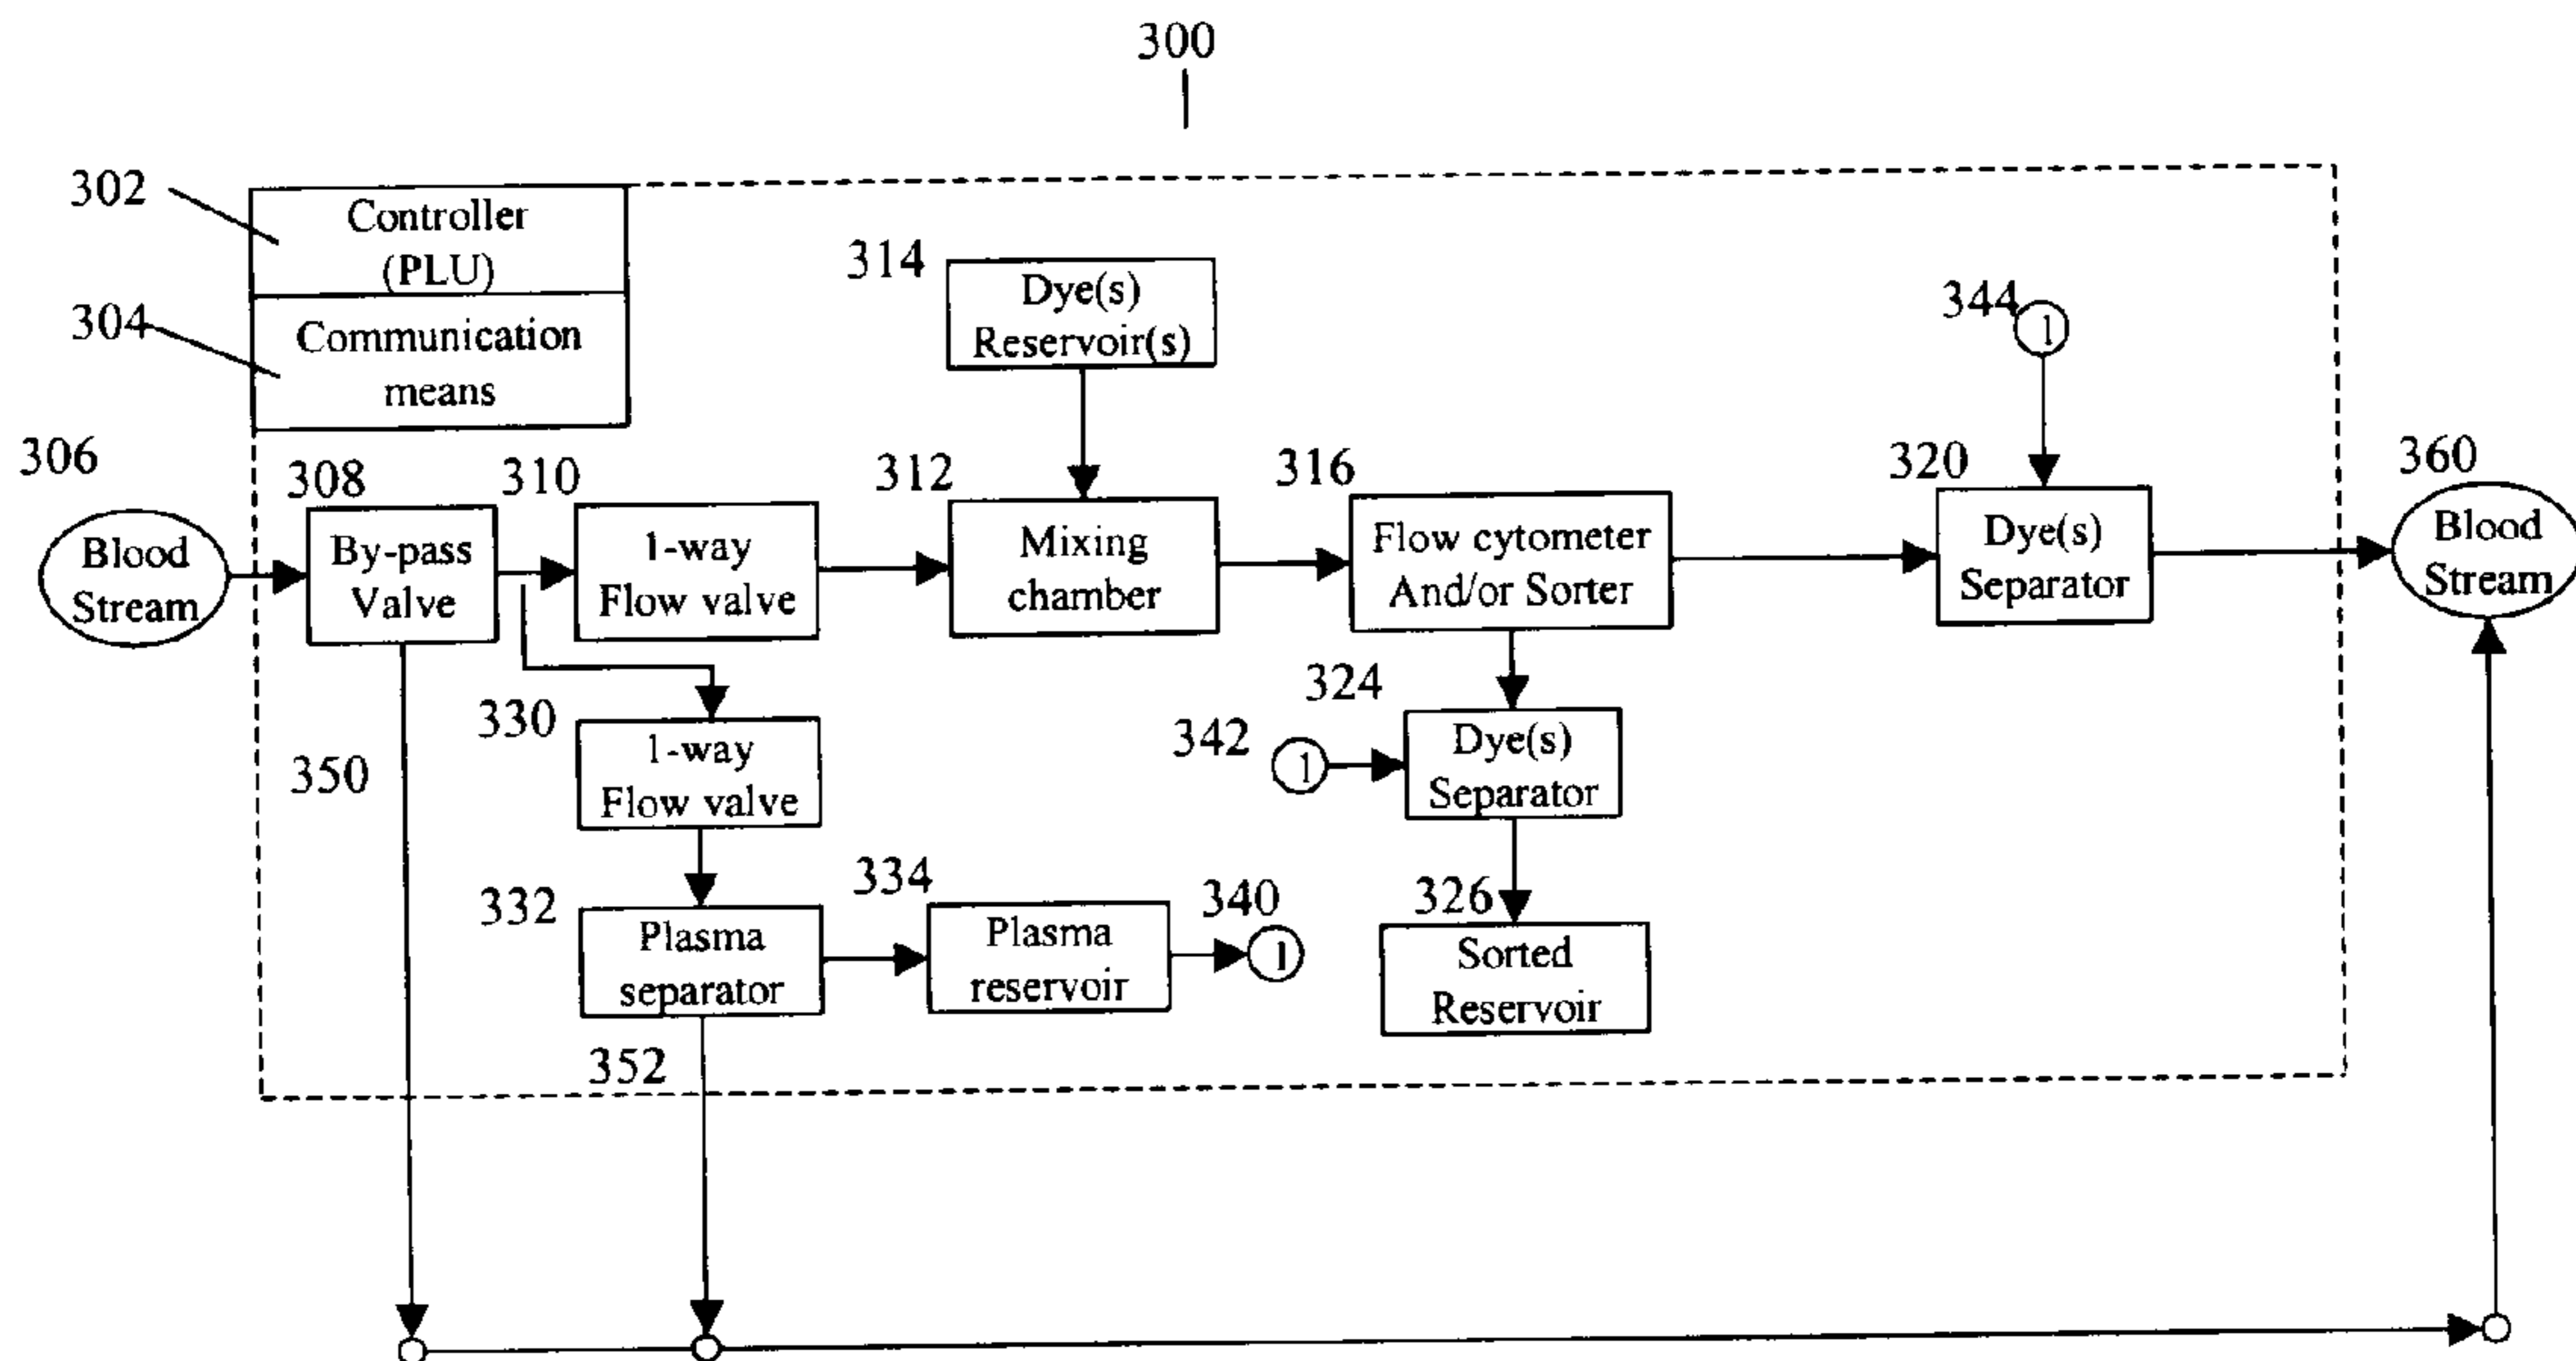 300
302
Controller
(PLU)
304
Communication
means
314
Dye(s)
Reservoir(s)
344
1
306
Blood
Stream
308
By-pass
Valve
310
1-way
Flow valve
312
Mixing
chamber
316
Flow cytometer
And/or Sorter
320
Dye(s)
Separator
360
Blood
Stream
350
330
1-way
Flow valve
342
1
324
Dye(s)
Separator
332
Plasma
separator
334
Plasma
reservoir
340
1
326
Sorted
Reservoir
352